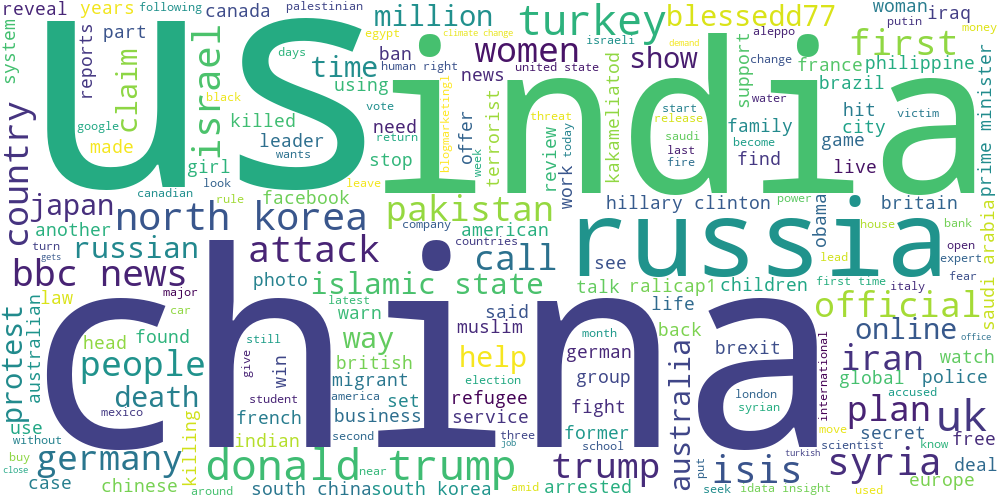 us
india
china
russia
reveal
years
following
palestinian
canada
million
turkey
blessedd77
woman
iraq
putin
money
system
reports
part
claim
israel
egypt
climate change
demand
ban
human right
women
israeli
show
support
first
france
philippine
aleppo
change
days
time
united state
news
using
terrorist
brazil
prime minister
google
black
killed
leader
wants
vote
need
return
stop
blogmarketingl
week
offer
threat
review
today
work
kakameliatod
start
release
saudi
last
fire
water
family
become
find
hit
city
game
live
victim
made
country
girl
look
canadian
rule
facebook
leave
japan
another
north korea
pakistan
american
company
countries
hillary clinton
power
obama
britain
house
bank
saudi arabia
russian
turn
gets
attack
call
see
open
expert
fear
lead
bbc news
major
car
photo
islamic state
talk
ralicap1
children
first time
italy
law
latest
warn
said
life
official
office
protest
australian
head
found
still
way
muslim
back
online
people
give
win
british
help
month
german
australia
brexit
international
iran
watch
migrant
election
refugee
group
global
police
death
student
america
set
london
syrian
accused
use
mexico
french
business
service
fight
plan
uk
without
killing
indian
second
three
job
former
school
move
secret
free
buy
close
germany
donald trump
trump
put
isis
turkish
scientist
know
syria
deal
case
chinese
around
south china
south korea
near
amid
arrested
seek
idata insight
used
europe